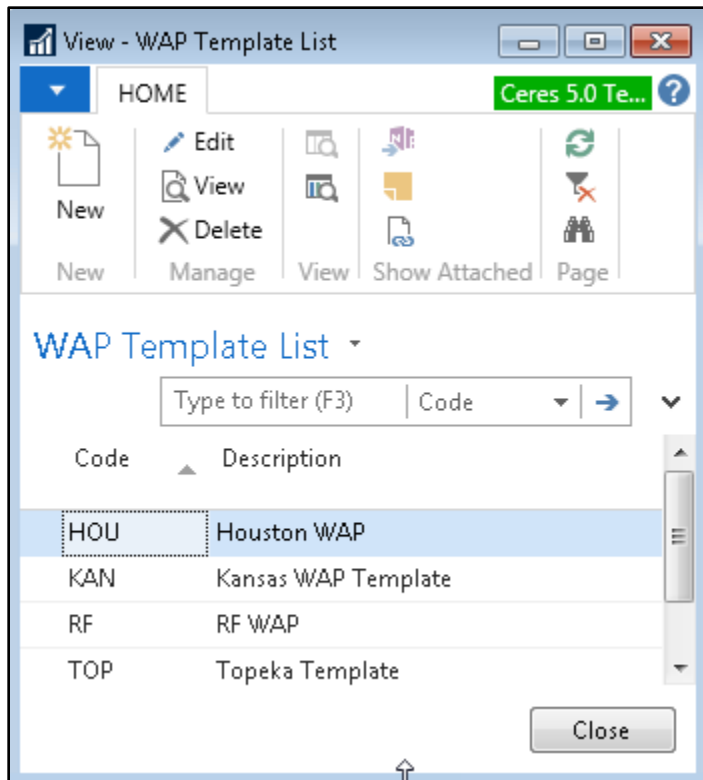 View - WAP Template List
HOME
Ceres 5.0 Te...
New
Edit
View
Delete
New
Manage
View
Show Attached
Page
WAP Template List
Type to filter (F3) Code
Code Description
HOU Houston WAP
KAN Kansas WAP Template
RF RF WAP
TOP Topeka Template
Close